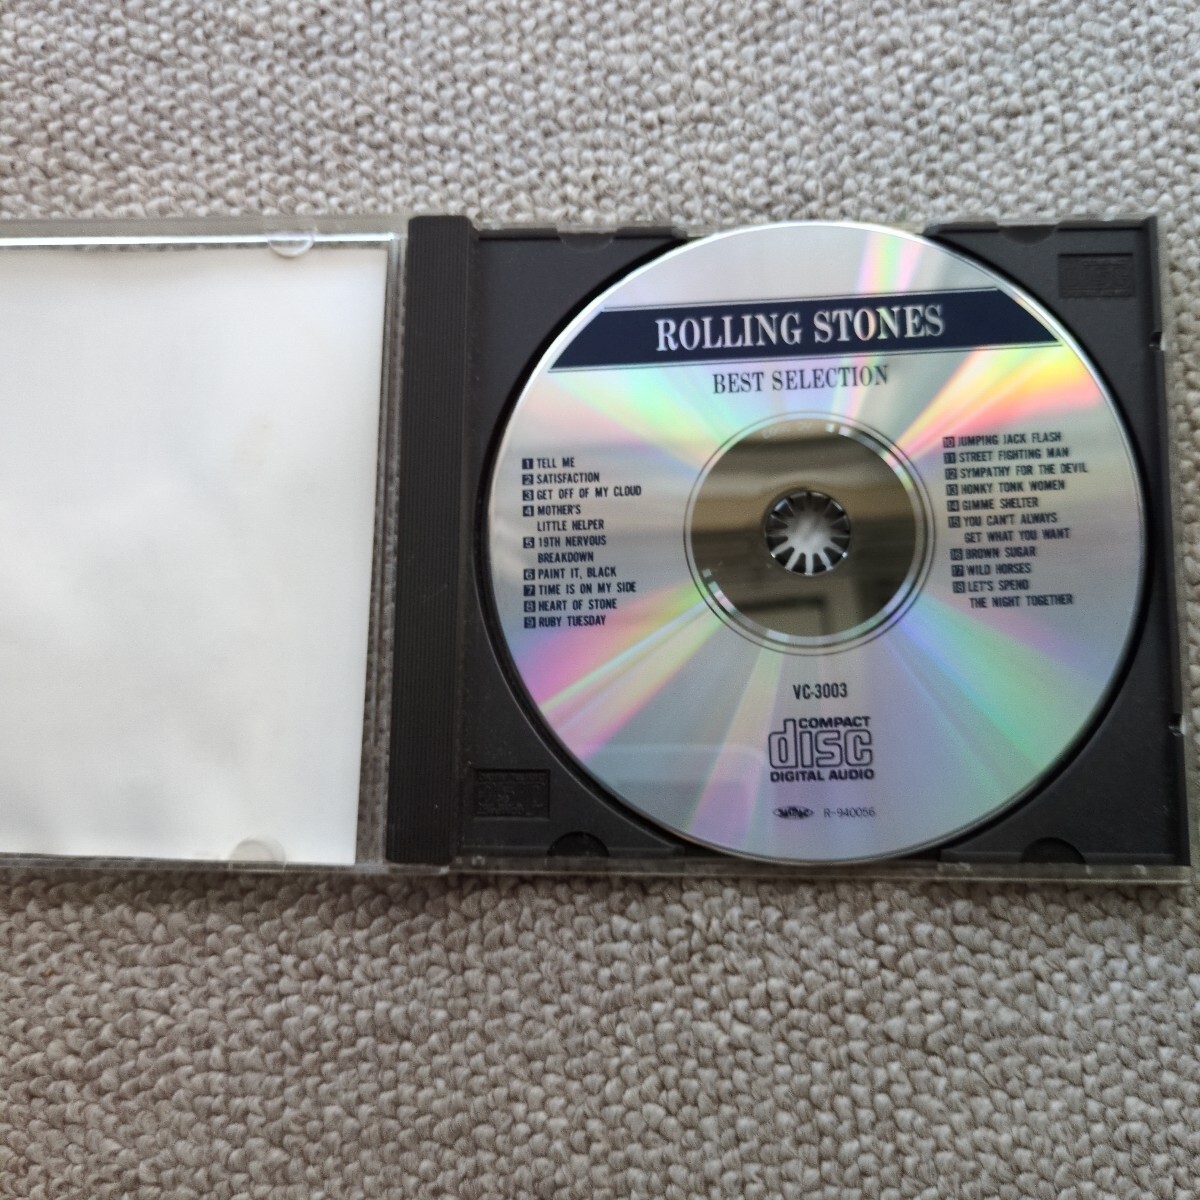 ROLLING STONES
BEST SELECTION
1 TELL ME
2 SATISFACTION
3 GET OFF OF MY CLOUD
4 MOTHER'S
LITTLE HELPER
5 19TH NERVOUS
BREAKDOWN
6 PAINT IT, BLACK
7 TIME IS ON MY SIDE
8 HEART OF STONE
9 RUBY TUESDAY
10 JUMPING JACK FLASH
11 STREET FIGHTING MAN
12 SYMPATHY FOR THE DEVIL
13 HONKY TONK WOMEN
14 GIMME SHELTER
15 YOU CAN'T ALWAYS
GET WHAT YOU WANT
16 BROWN SUGAR
17 WILD HORSES
18 LET'S SPEND
THE NIGHT TOGETHER
VC-3003
COMPACT
disc
DIGITAL AUDIO
R-940056